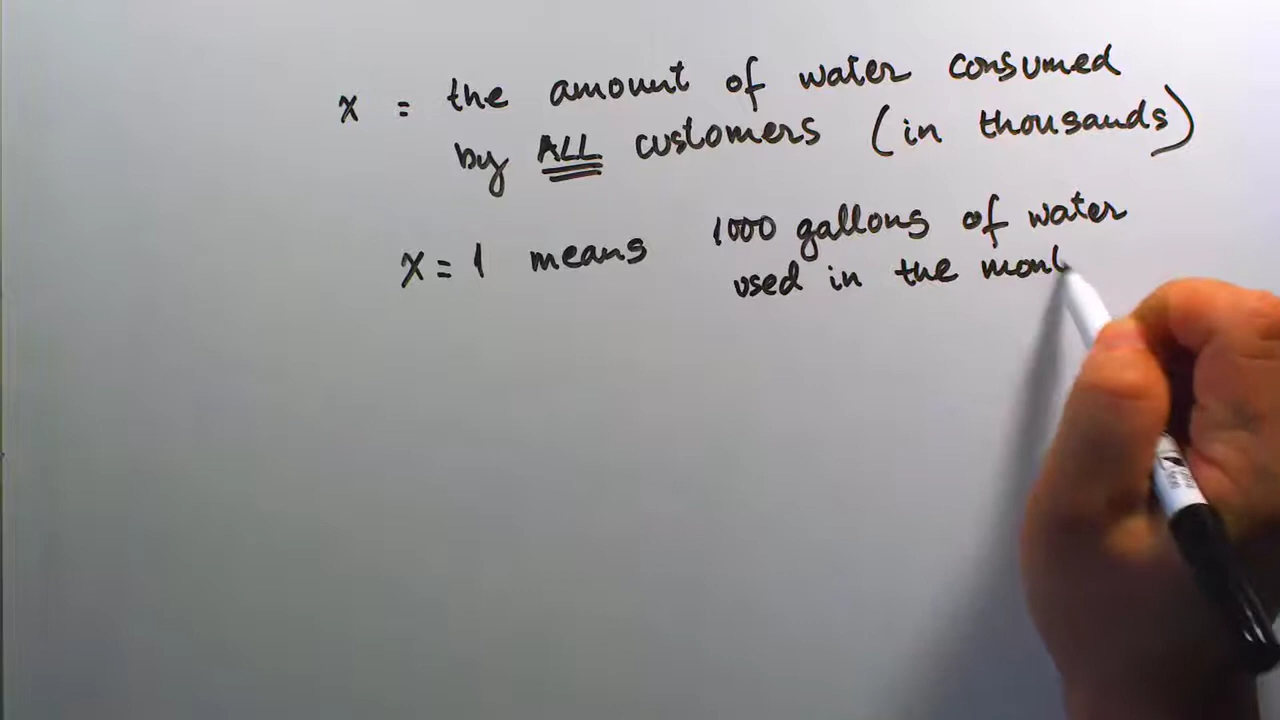 x = the amount of water consumed
by ALL customers (in thousands)
x = 1 means 1000 gallons of water
used in the mont